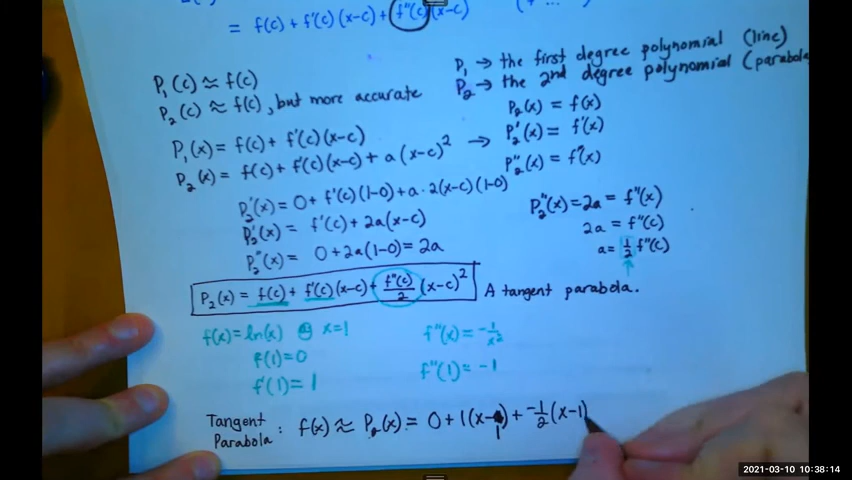 = f(c) + f'(c) (x-c) + f''(c) (x-c)
P₁(c) ≈ f(c)
P₂(c) ≈ f(c), but more accurate
P₁ → the first degree polynomial (line)
P₂ → the 2nd degree polynomial (parabola
P₁(x) = f(c) + f'(c) (x-c)
P₂(x) = f(c) + f'(c) (x-c) + a (x-c)² →
P₂(x) = f(x)
P₂'(x) = f'(x)
P₂''(x) = f''(x)
P₂'(x) = 0 + f'(c) (1-0) + a · 2(x-c) (1-0)
P₂'(x) = f'(c) + 2a (x-c)
P₂''(x) = 0 + 2a (1-0) = 2a
P₂''(x) = 2a = f''(x)
2a = f''(c)
a = 1/2 f''(c)
P₂(x) = f(c) + f'(c) (x-c) + f''(c)/2 (x-c)²
A tangent parabola.
f(x) = ln(x) @ x=1
f(1) = 0
f'(1) = 1
f''(x) = -1/x²
f''(1) = -1
Tangent
Parabola : f(x) ≈ P₂(x) = 0 + 1(x-1) + -1/2 (x-1)
2021-03-10 10:38:14